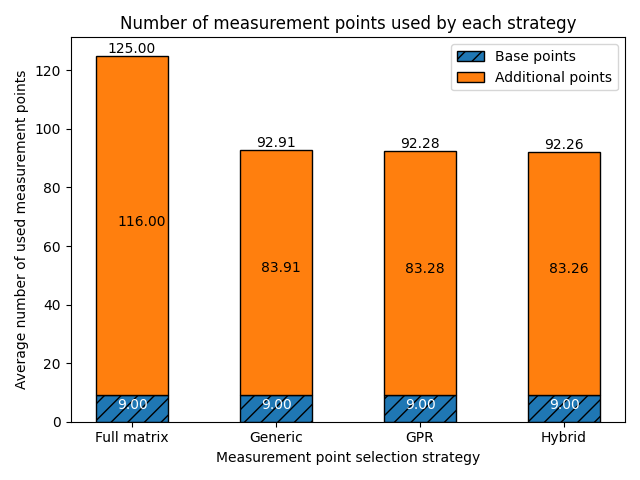 Number of measurement points used by each strategy
Base points
Additional points
125.00
92.91
92.28
92.26
116.00
83.91
83.28
83.26
9.00
9.00
9.00
9.00
120
100
80
60
40
20
0
Average number of used measurement points
Full matrix
Generic
GPR
Hybrid
Measurement point selection strategy